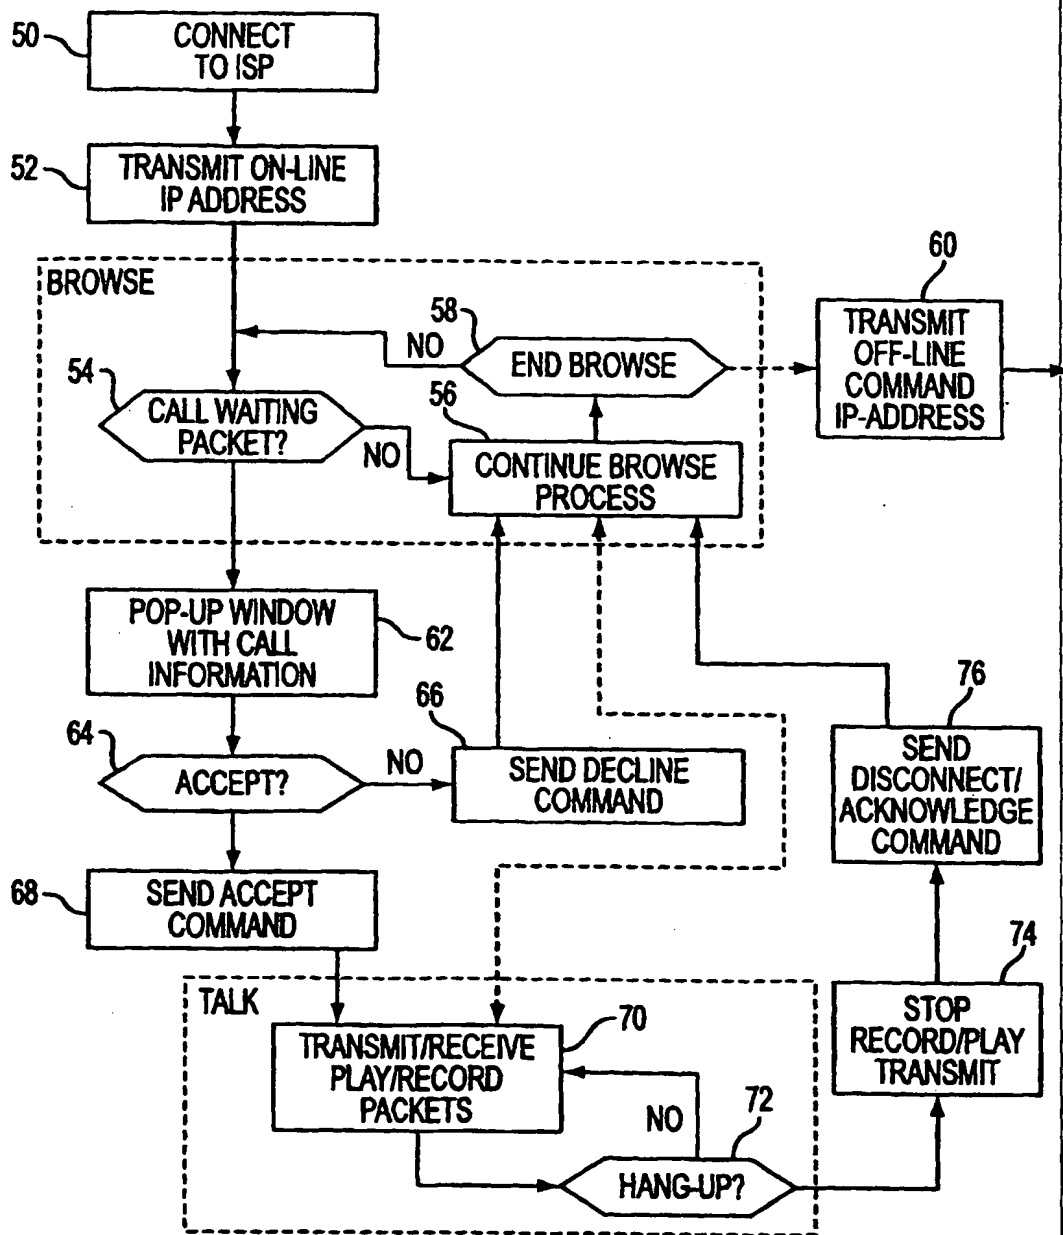 50
CONNECT
TO ISP
52
TRANSMIT ON-LINE
IP ADDRESS
BROWSE
60
TRANSMIT
OFF-LINE
COMMAND
IP-ADDRESS
58
END BROWSE
NO
54
CALL WAITING
PACKET?
NO
56
CONTINUE BROWSE
PROCESS
POP-UP WINDOW
WITH CALL
INFORMATION
62
64
ACCEPT?
NO
66
SEND DECLINE
COMMAND
76
SEND
DISCONNECT/
ACKNOWLEDGE
COMMAND
68
SEND ACCEPT
COMMAND
74
STOP
RECORD/PLAY
TRANSMIT
TALK
70
TRANSMIT/RECEIVE
PLAY/RECORD
PACKETS
NO
72
HANG-UP?